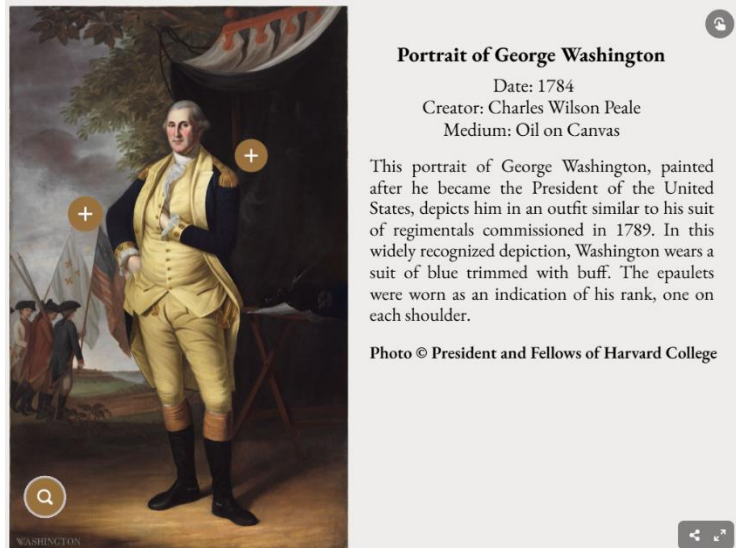 Portrait of George Washington
Date: 1784
Creator: Charles Wilson Peale
Medium: Oil on Canvas
This portrait of George Washington, painted
after he became the President of the United
States, depicts him in an outfit similar to his suit
of regimentals commissioned in 1789. In this
widely recognized depiction, Washington wears a
suit of blue trimmed with buff. The epaulets
were worn as an indication of his rank, one on
each shoulder.
Photo © President and Fellows of Harvard College
WASHINGTON